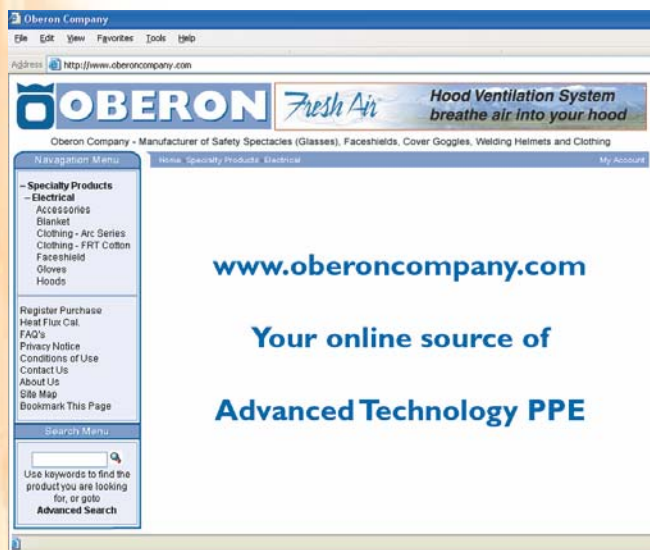 Oberon Company
File Edit View Favorites Tools Help
Address http://www.oberoncompany.com
OBERON
Fresh Air
Hood Ventilation System
breathe air into your hood
Oberon Company - Manufacturer of Safety Spectacles (Glasses), Faceshields, Cover Goggles, Welding Helmets and Clothing
Navagation Menu
Home Specialty Products Electrical
My Account
– Specialty Products
– Electrical
Accessories
Blanket
Clothing - Arc Series
Clothing - FRT Cotton
Faceshield
Gloves
Hoods
Register Purchase
Heat Flux Cal.
FAQ's
Privacy Notice
Conditions of Use
Contact Us
About Us
Site Map
Bookmark This Page
Search Menu
Use keywords to find the
product you are looking
for, or goto
Advanced Search
www.oberoncompany.com
Your online source of
Advanced Technology PPE